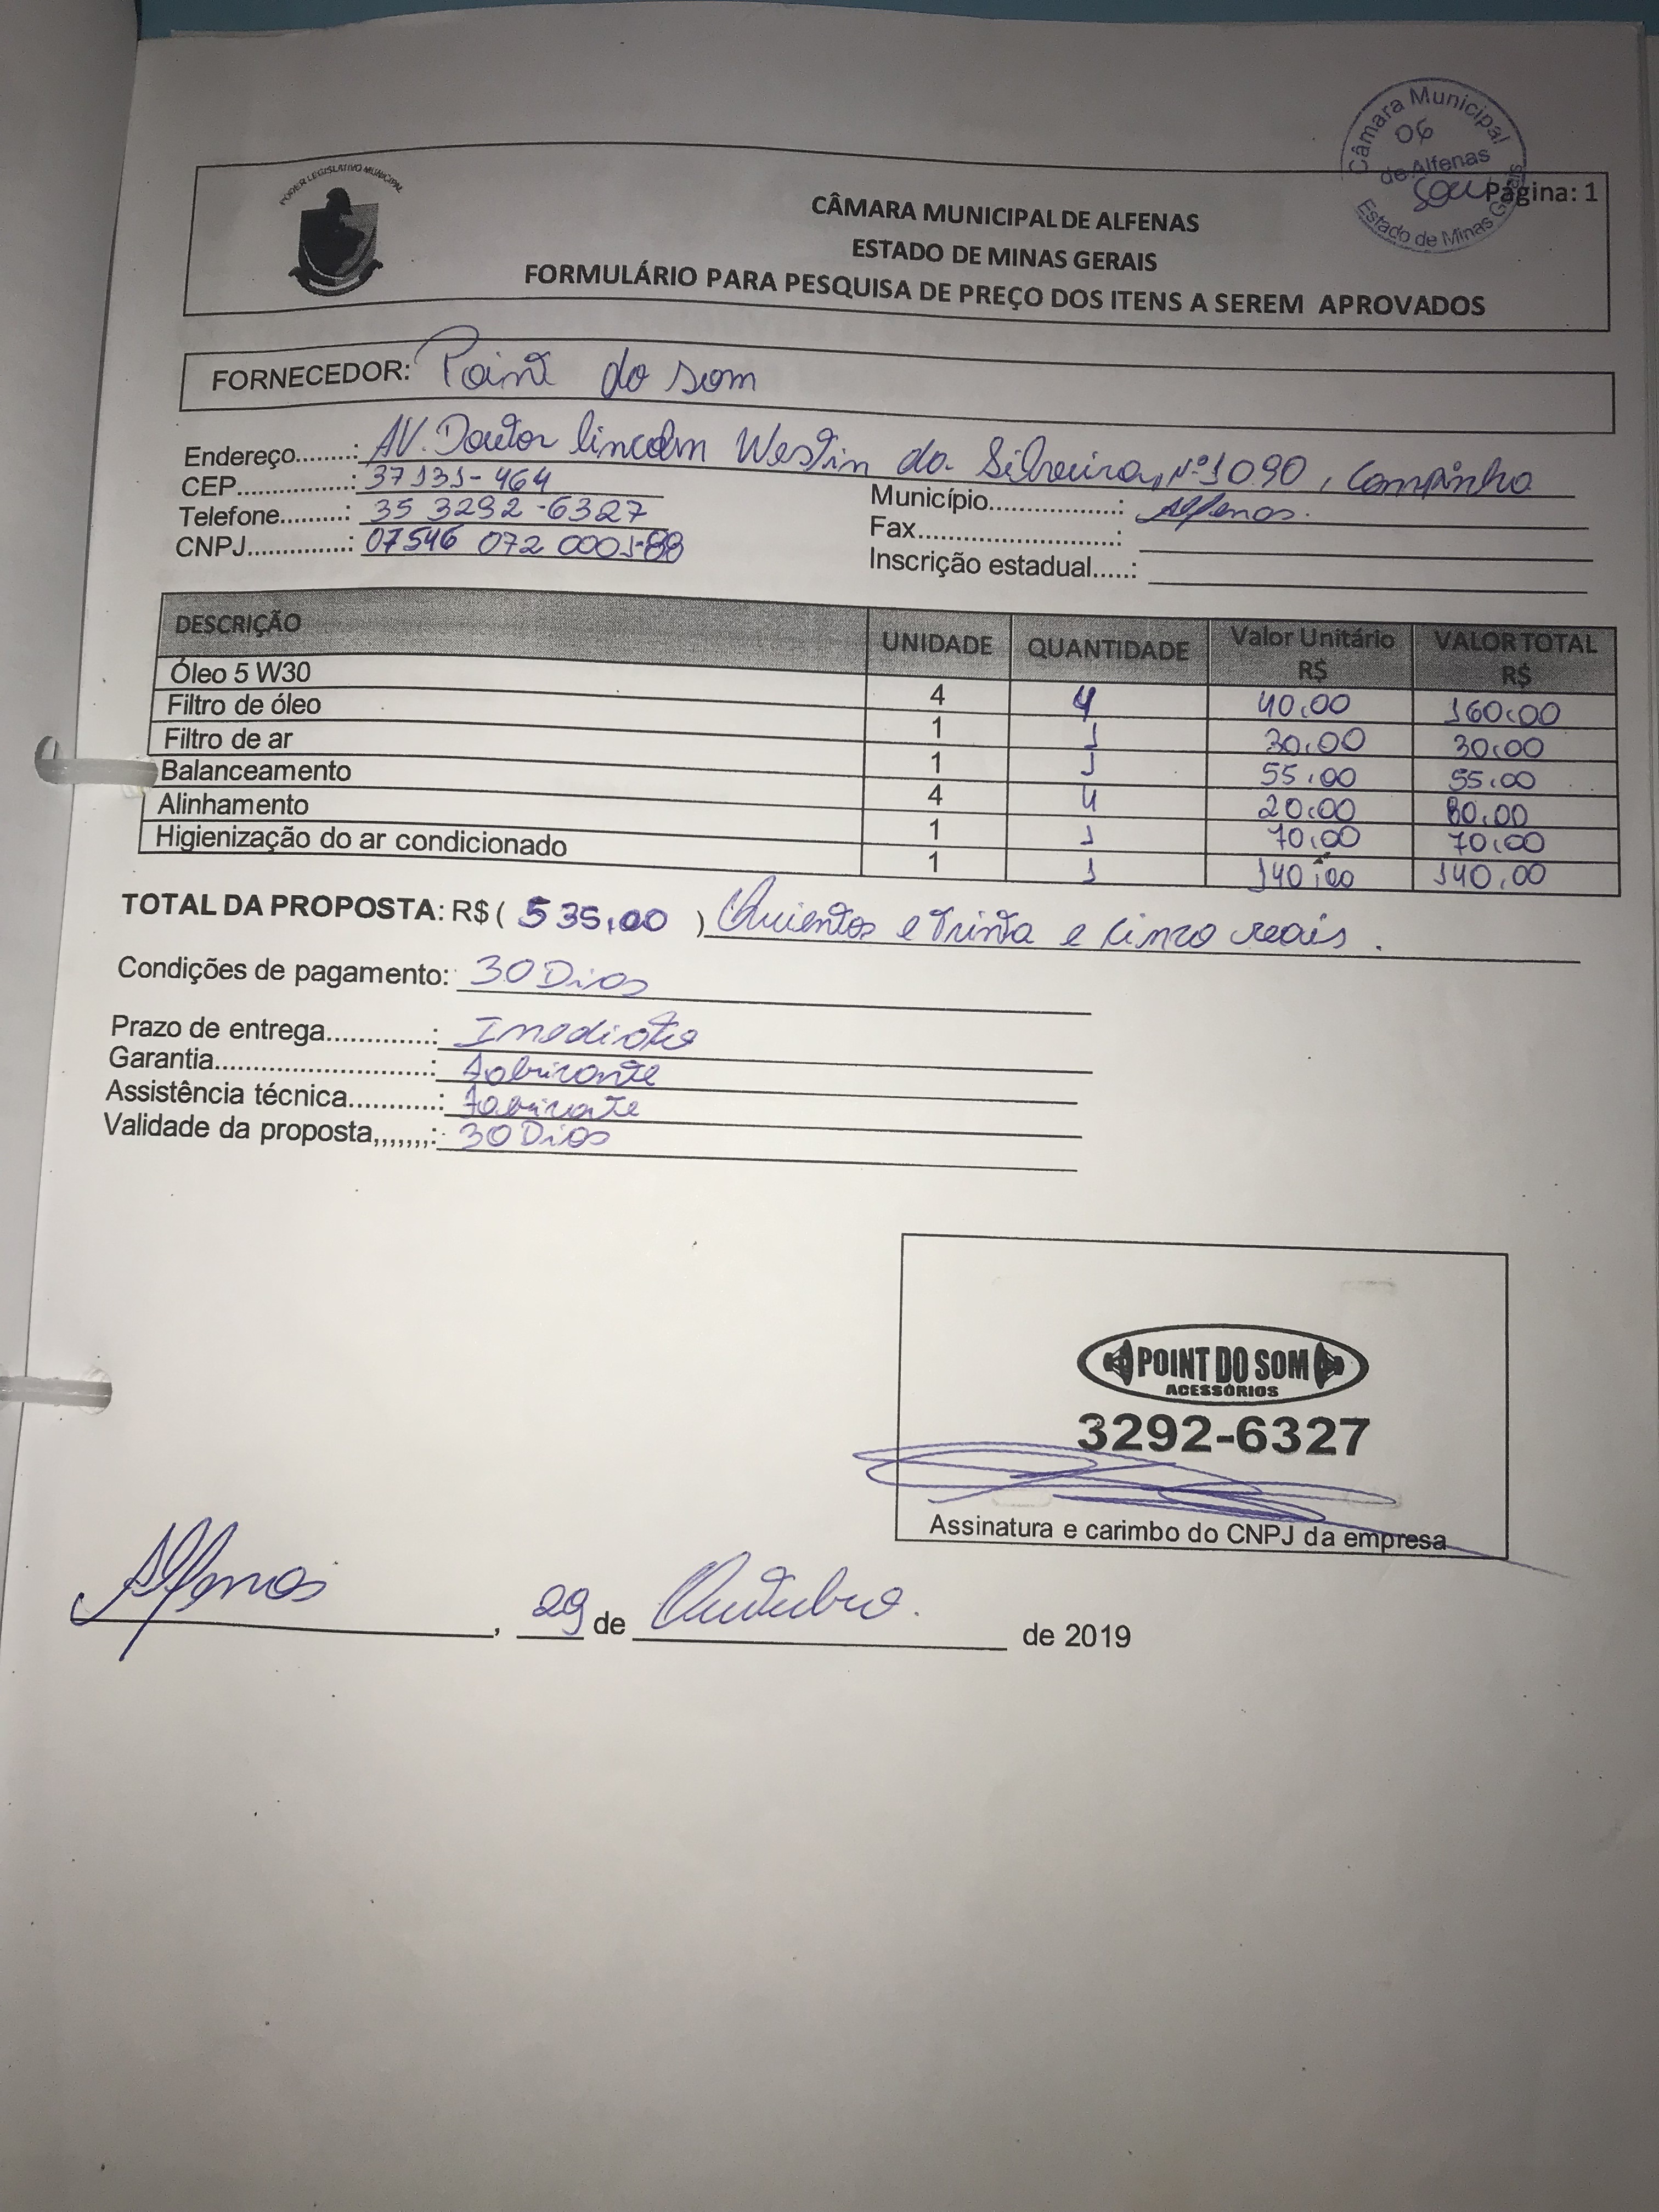 Câmara Municipal
06
de Alfenas
Estado de Minas Gerais
Página: 1
PODER LEGISLATIVO MUNICIPAL
CÂMARA MUNICIPAL DE ALFENAS
ESTADO DE MINAS GERAIS
FORMULÁRIO PARA PESQUISA DE PREÇO DOS ITENS A SEREM APROVADOS
FORNECEDOR: Point do som
Endereço........: AV. Doutor lincoln Westin da Silveira, Nº 1090, Campinho
CEP................: 37131-464 Município.................: Alfenas.
Telefone.........: 35 3292-6327 Fax..........................:
CNPJ..............: 07546 072 0001-88 Inscrição estadual.....:
DESCRIÇÃO UNIDADE QUANTIDADE Valor Unitário R$ VALOR TOTAL R$
Óleo 5 W30 4 4 40,00 160,00
Filtro de óleo 1 1 30,00 30,00
Filtro de ar 1 1 55,00 55,00
Balanceamento 4 4 20,00 80,00
Alinhamento 1 1 70,00 70,00
Higienização do ar condicionado 1 1 140,00 140,00
TOTAL DA PROPOSTA: R$ ( 535,00 ) Quientos e trinta e cinco reais.
Condições de pagamento: 30 Dias
Prazo de entrega.............: Imediato
Garantia..........................: Fabricante
Assistência técnica...........: Fabricante
Validade da proposta,,,,,,,: 30 Dias
POINT DO SOM
ACESSÓRIOS
3292-6327
Assinatura e carimbo do CNPJ da empresa
Alfenas, 29 de Outubro. de 2019